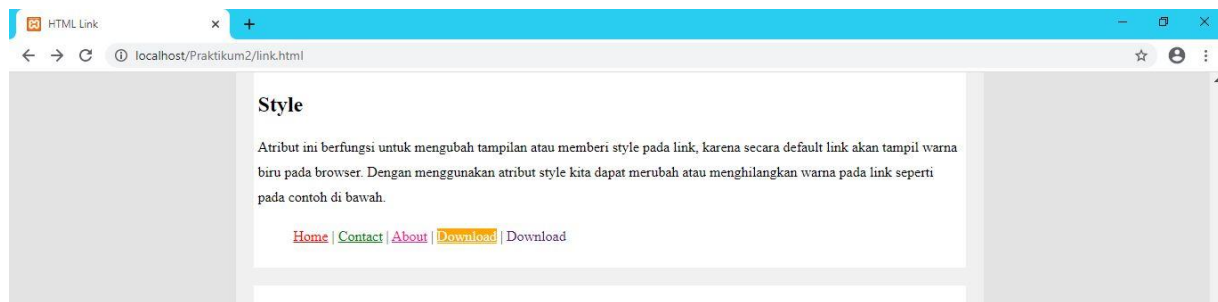 HTML Link
localhost/Praktikum2/link.html
Style
Atribut ini berfungsi untuk mengubah tampilan atau memberi style pada link, karena secara default link akan tampil warna
biru pada browser. Dengan menggunakan atribut style kita dapat merubah atau menghilangkan warna pada link seperti
pada contoh di bawah.
Home | Contact | About | Download | Download